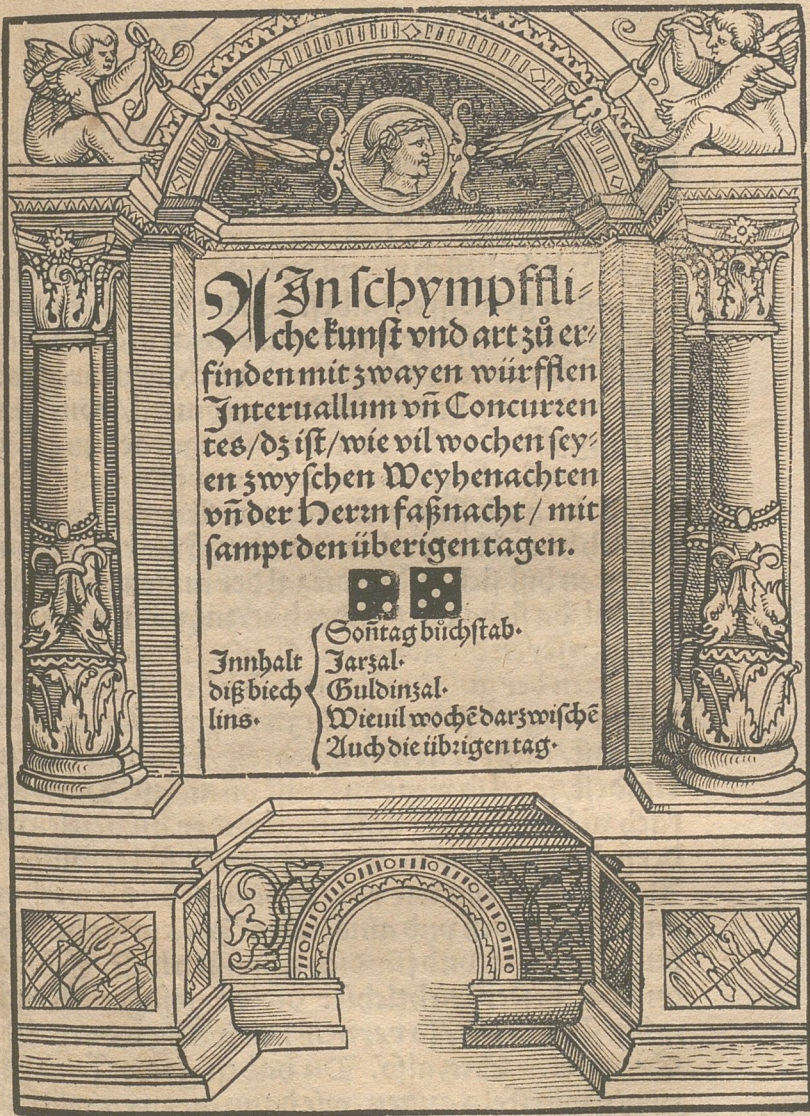 AIn schympffli⸗
che kunst vnd art zů er⸗
finden mit zwayen würfflen
Interuallum vñ Concurren
tes/dz ist/wie vil wochen sey⸗
en zwyschen Weyhenachten
vñ der Herrn faßnacht/mit
sampt den überigen tagen.
Innhalt
diß biech
lins.
Soñtag bůchstab.
Jarzal.
Guldinzal.
Wieuil wochē darzwischē
Auch die übrigen tag.